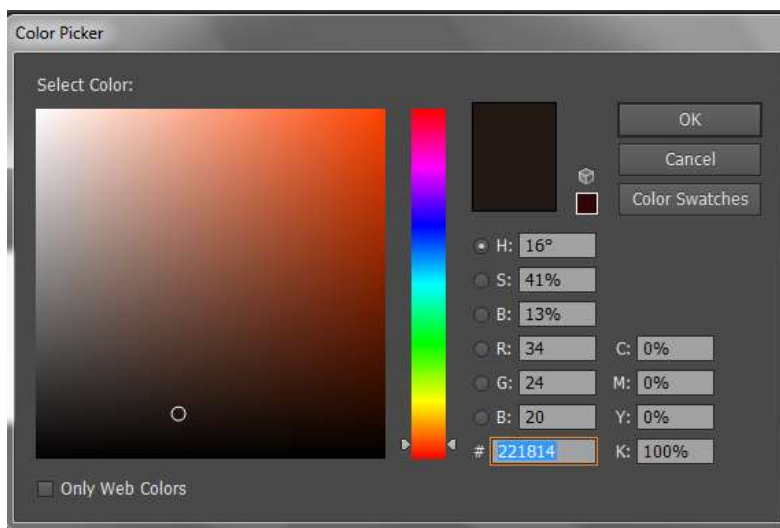 Color Picker
Select Color:
OK
Cancel
Color Swatches
H: 16°
S: 41%
B: 13%
R: 34 C: 0%
G: 24 M: 0%
B: 20 Y: 0%
# 221814 K: 100%
Only Web Colors